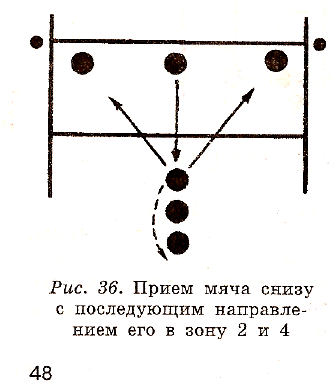 Рис. 36. Прием мяча снизу
с последующим направле-
нием его в зону 2 и 4
48